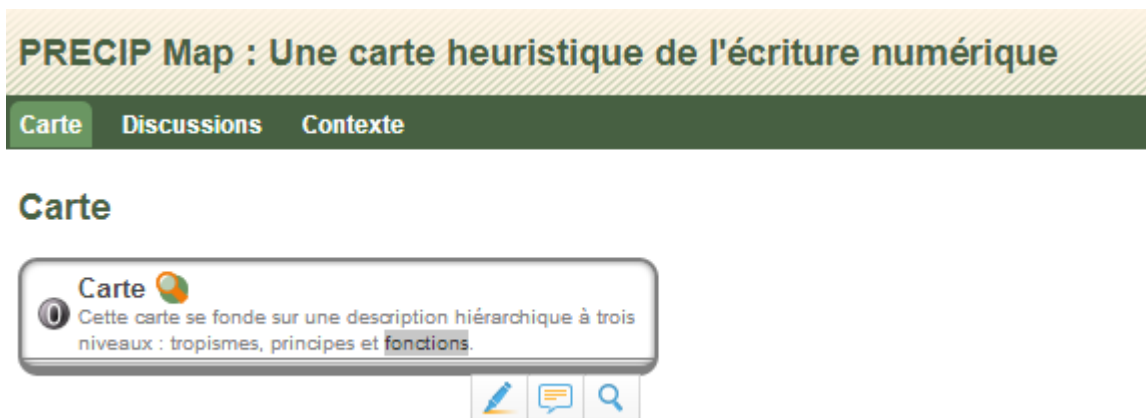 PRECIP Map : Une carte heuristique de l'écriture numérique
Carte Discussions Contexte
Carte
Carte
0 Cette carte se fonde sur une description hiérarchique à trois
niveaux : tropismes, principes et fonctions.